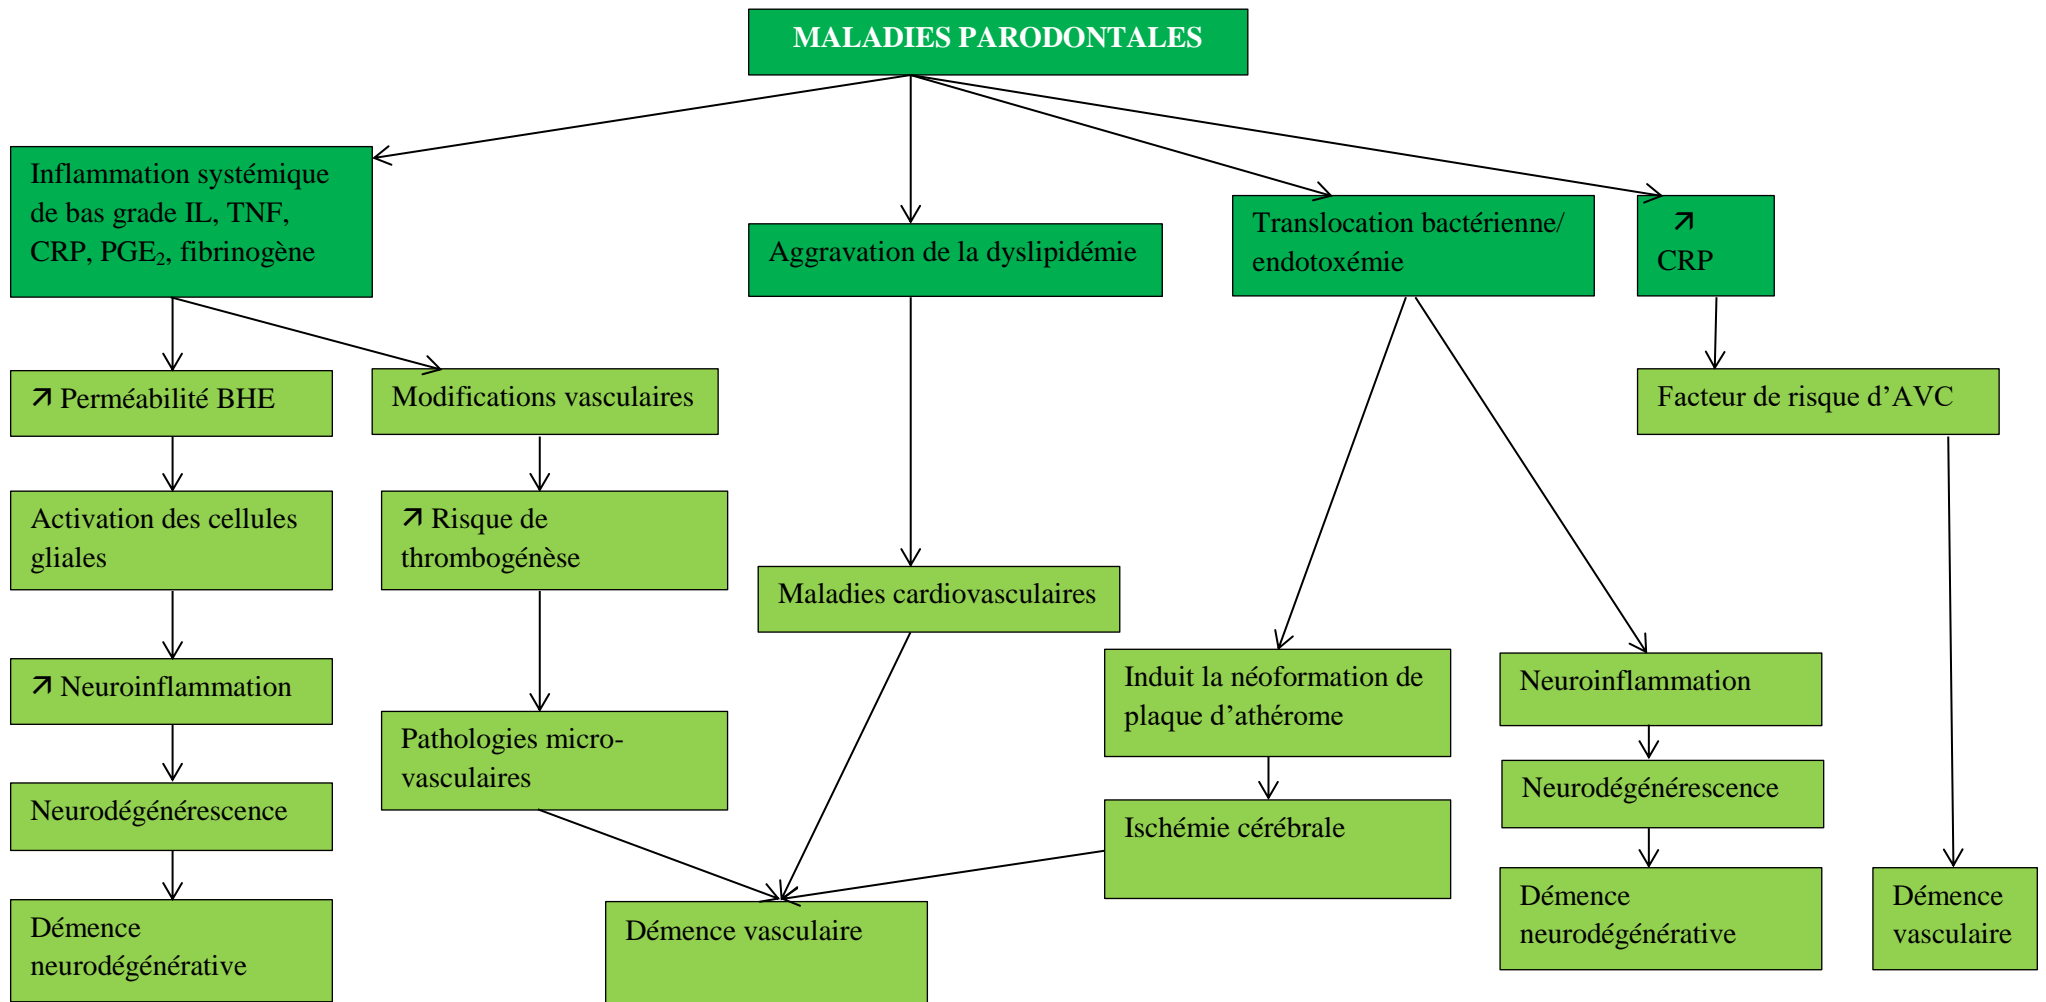 MALADIES PARODONTALES
Inflammation systémique
de bas grade IL, TNF,
CRP, PGE₂, fibrinogène
Aggravation de la dyslipidémie
Translocation bactérienne/
endotoxémie
↗
CRP
↗ Perméabilité BHE
Modifications vasculaires
Facteur de risque d’AVC
Activation des cellules
gliales
↗ Risque de
thrombogénèse
Maladies cardiovasculaires
↗ Neuroinflammation
Pathologies micro-
vasculaires
Induit la néoformation de
plaque d’athérome
Neuroinflammation
Neurodégénérescence
Ischémie cérébrale
Neurodégénérescence
Démence
neurodégénérative
Démence vasculaire
Démence
neurodégénérative
Démence
vasculaire